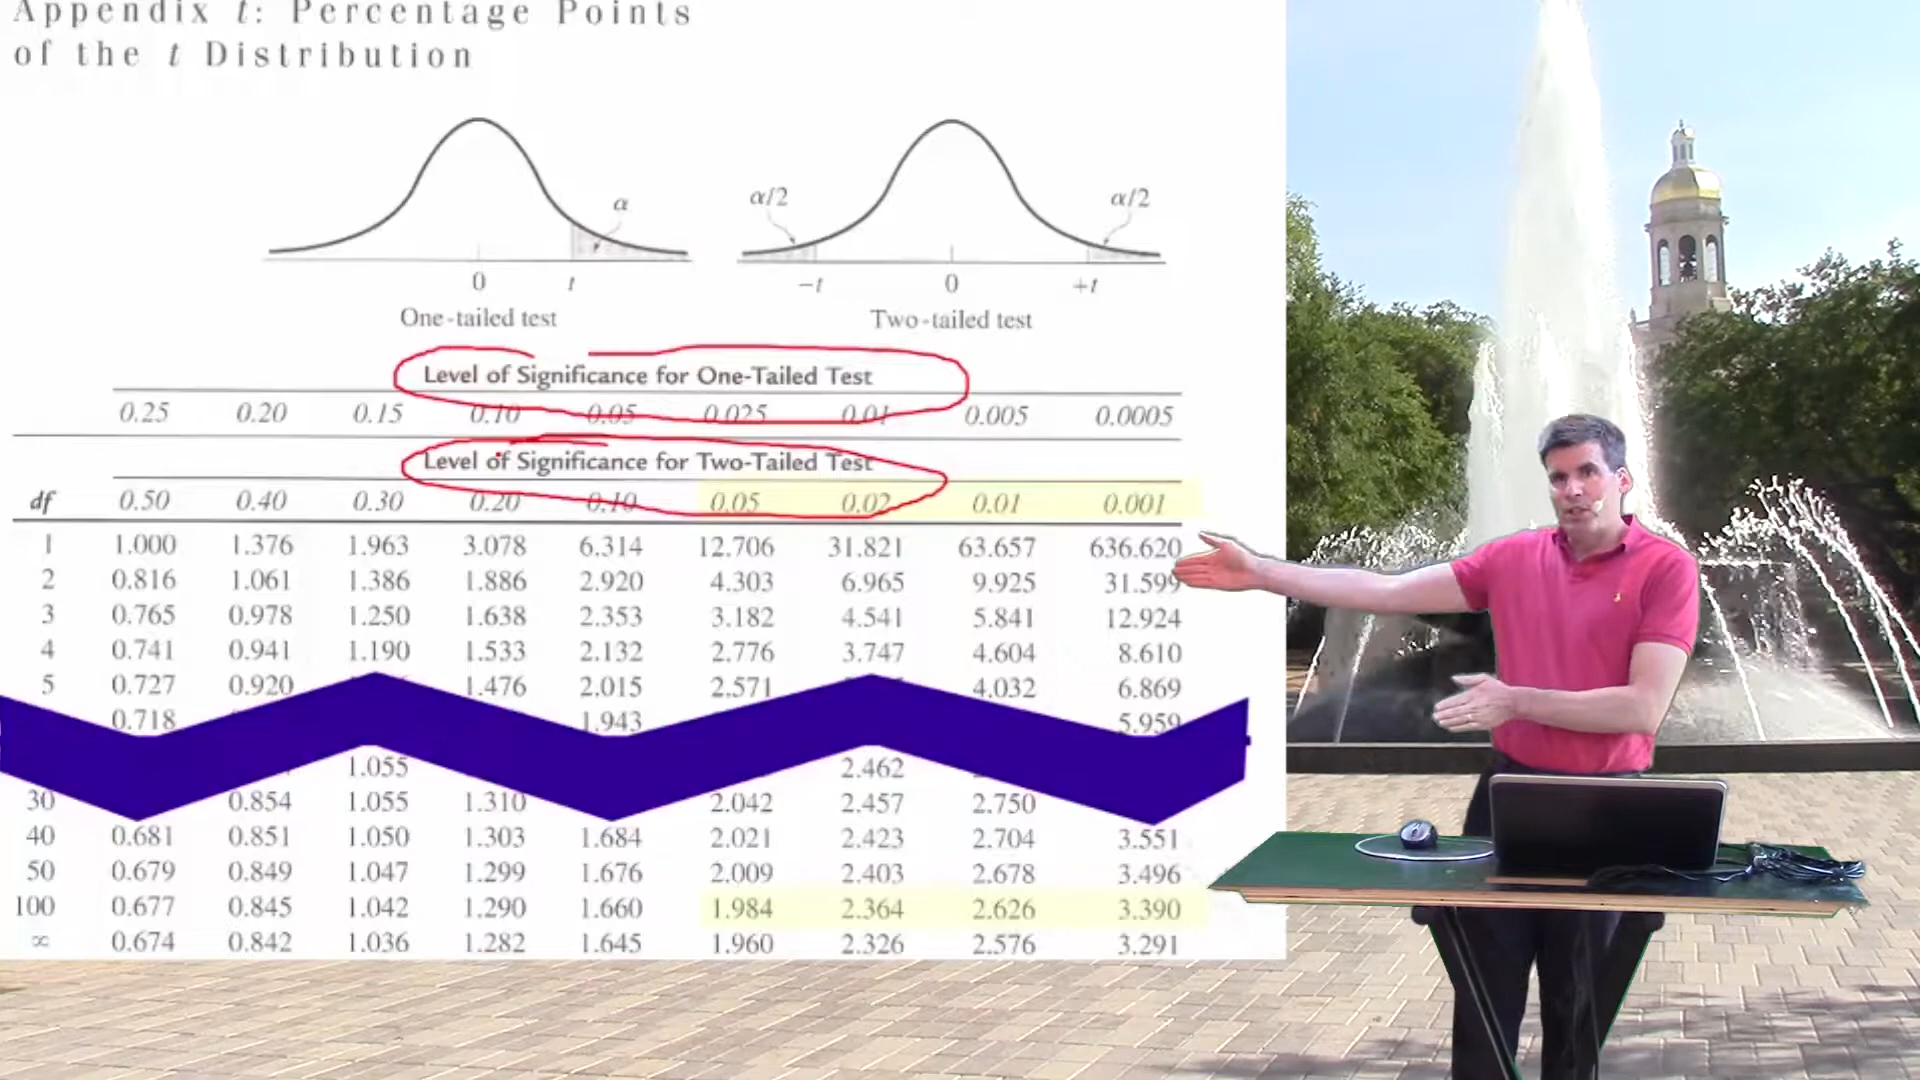 Appendix t: Percentage Points
of the t Distribution
α
α/2
α/2
0
t
-t
0
+t
One-tailed test
Two-tailed test
Level of Significance for One-Tailed Test
0.25 0.20 0.15 0.10 0.05 0.025 0.01 0.005 0.0005
Level of Significance for Two-Tailed Test
df 0.50 0.40 0.30 0.20 0.10 0.05 0.02 0.01 0.001
1 1.000 1.376 1.963 3.078 6.314 12.706 31.821 63.657 636.620
2 0.816 1.061 1.386 1.886 2.920 4.303 6.965 9.925 31.599
3 0.765 0.978 1.250 1.638 2.353 3.182 4.541 5.841 12.924
4 0.741 0.941 1.190 1.533 2.132 2.776 3.747 4.604 8.610
5 0.727 0.920 1.476 2.015 2.571 4.032 6.869
0.718 1.943 5.959
1.055 2.462
30 0.854 1.055 1.310 2.042 2.457 2.750
40 0.681 0.851 1.050 1.303 1.684 2.021 2.423 2.704 3.551
50 0.679 0.849 1.047 1.299 1.676 2.009 2.403 2.678 3.496
100 0.677 0.845 1.042 1.290 1.660 1.984 2.364 2.626 3.390
∞ 0.674 0.842 1.036 1.282 1.645 1.960 2.326 2.576 3.291